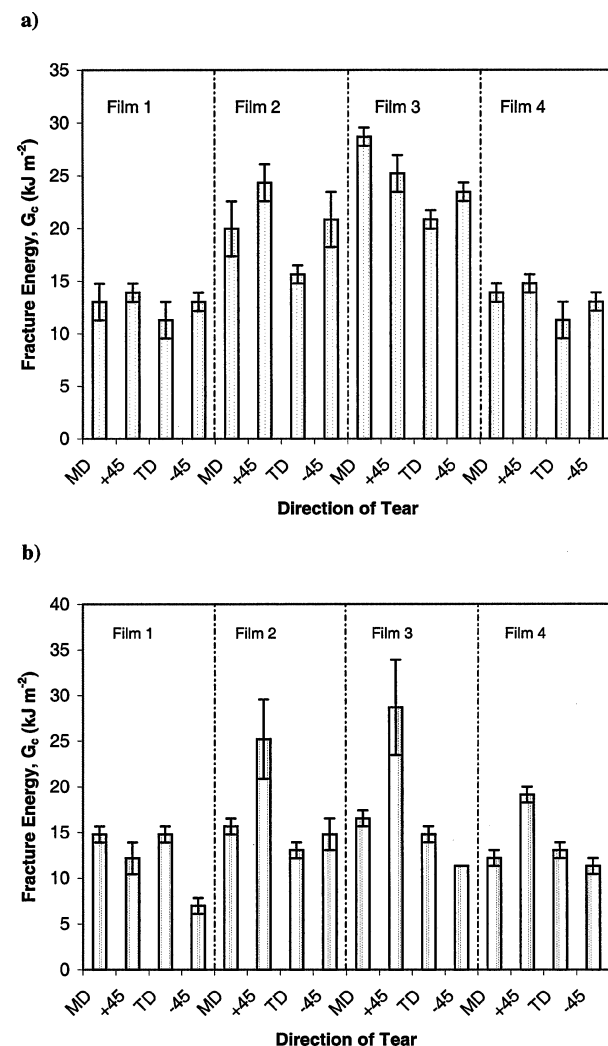 a)
35
30
25
20
15
10
5
0
Fracture Energy, Gc (kJ m-2)
Film 1 Film 2 Film 3 Film 4
MD +45 TD -45 MD +45 TD -45 MD +45 TD -45 MD +45 TD -45
Direction of Tear
b)
40
35
30
25
20
15
10
5
0
Fracture Energy, Gc (kJ m-2)
Film 1 Film 2 Film 3 Film 4
MD +45 TD -45 MD +45 TD -45 MD +45 TD -45 MD +45 TD -45
Direction of Tear